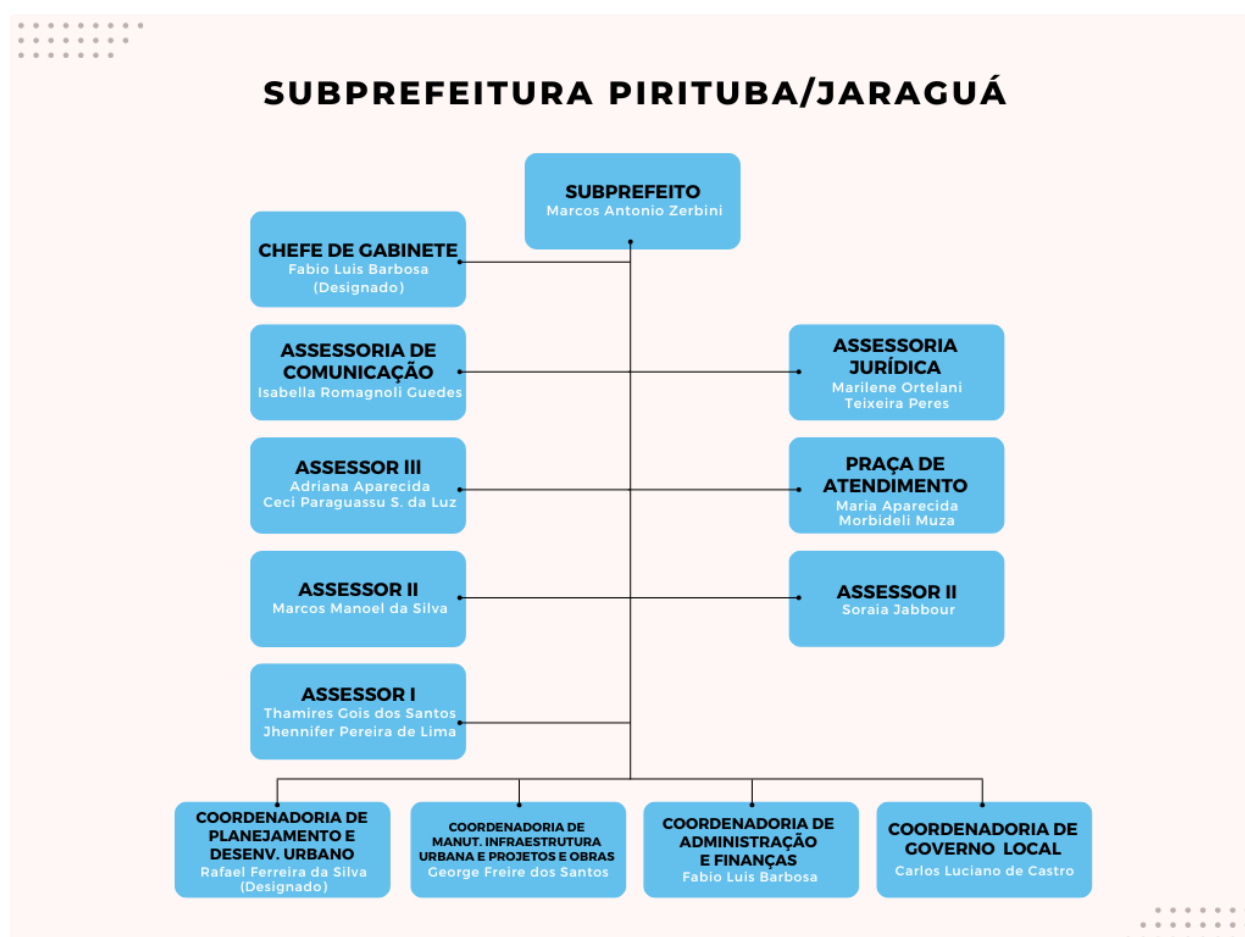 SUBPREFEITURA PIRITUBA/JARAGUÁ
SUBPREFEITO
Marcos Antonio Zerbini
CHEFE DE GABINETE
Fabio Luis Barbosa
(Designado)
ASSESSORIA DE
COMUNICAÇÃO
Isabella Romagnoli Guedes
ASSESSORIA
JURÍDICA
Marilene Ortelani
Teixeira Peres
ASSESSOR III
Adriana Aparecida
Ceci Paraguassu S. da Luz
PRAÇA DE
ATENDIMENTO
Maria Aparecida
Morbideli Muza
ASSESSOR II
Marcos Manoel da Silva
ASSESSOR II
Soraia Jabbour
ASSESSOR I
Thamires Gois dos Santos
Jhennifer Pereira de Lima
COORDENADORIA DE
PLANEJAMENTO E
DESENV. URBANO
Rafael Ferreira da Silva
(Designado)
COORDENADORIA DE
MANUT. INFRAESTRUTURA
URBANA E PROJETOS E OBRAS
George Freire dos Santos
COORDENADORIA DE
ADMINISTRAÇÃO
E FINANÇAS
Fabio Luis Barbosa
COORDENADORIA DE
GOVERNO LOCAL
Carlos Luciano de Castro